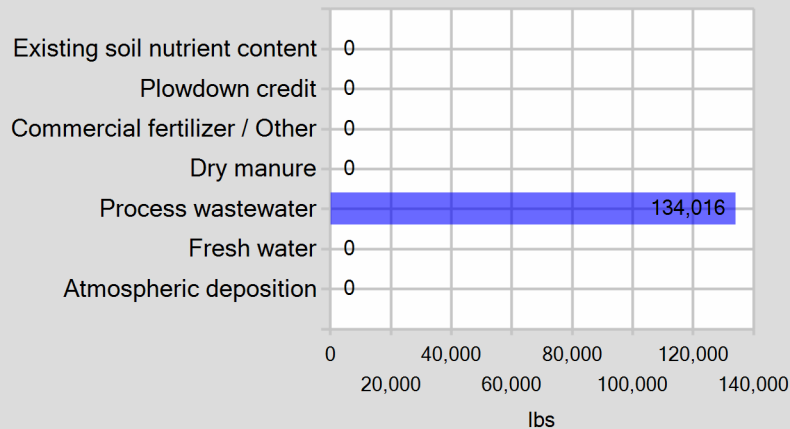 Existing soil nutrient content 0
Plowdown credit 0
Commercial fertilizer / Other 0
Dry manure 0
Process wastewater 134,016
Fresh water 0
Atmospheric deposition 0
0 40,000 80,000 120,000
20,000 60,000 100,000 140,000
lbs